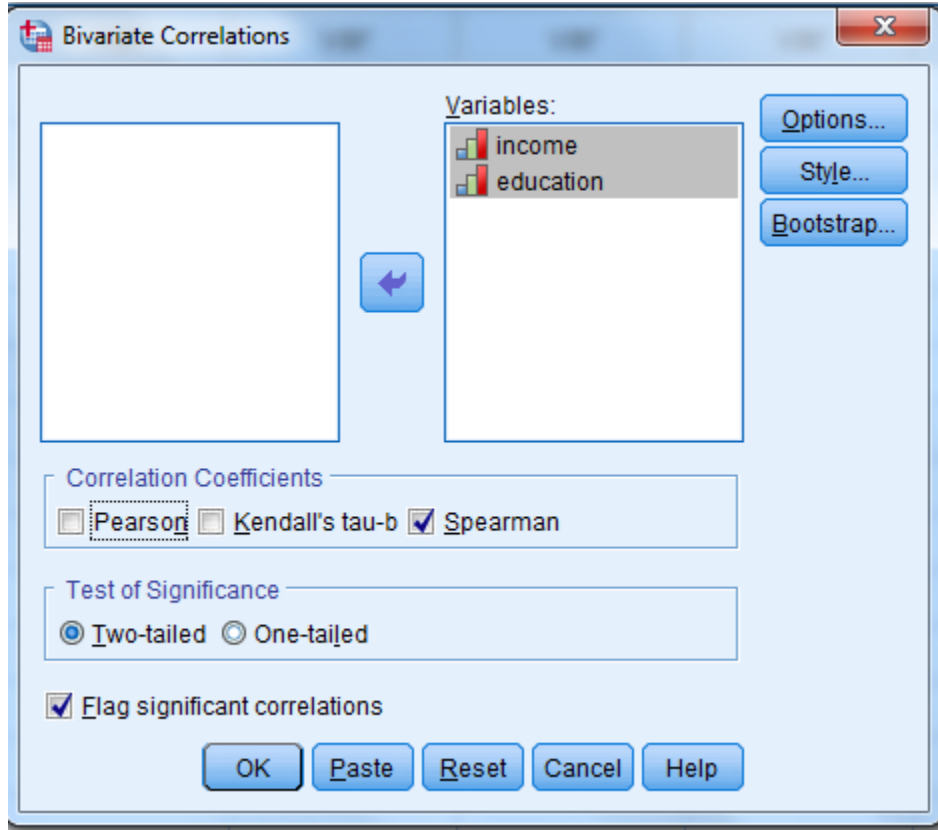 Bivariate Correlations
X
Variables:
income
education
Options...
Style...
Bootstrap...
Correlation Coefficients
Pearson Kendall's tau-b Spearman
Test of Significance
Two-tailed One-tailed
Flag significant correlations
OK Paste Reset Cancel Help